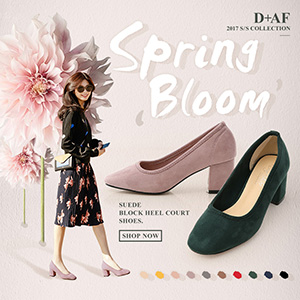 D+AF
2017 S/S COLLECTION
Spring
Bloom
SUEDE
BLOCK HEEL COURT
SHOES.
SHOP NOW